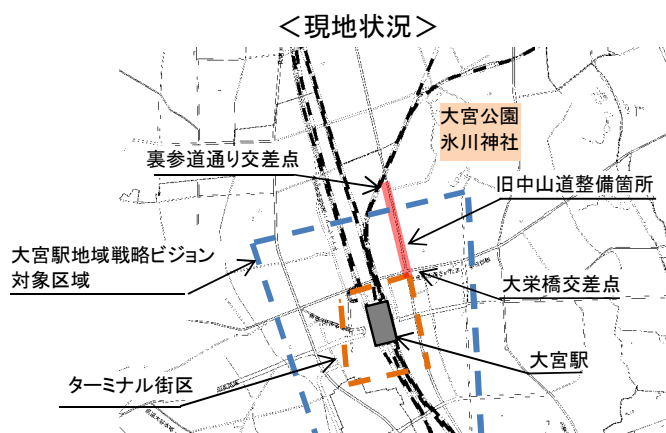 ＜現地状況＞
大宮公園
氷川神社
裏参道通り交差点
旧中山道整備箇所
大宮駅地域戦略ビジョン
対象区域
大栄橋交差点
大宮駅
ターミナル街区